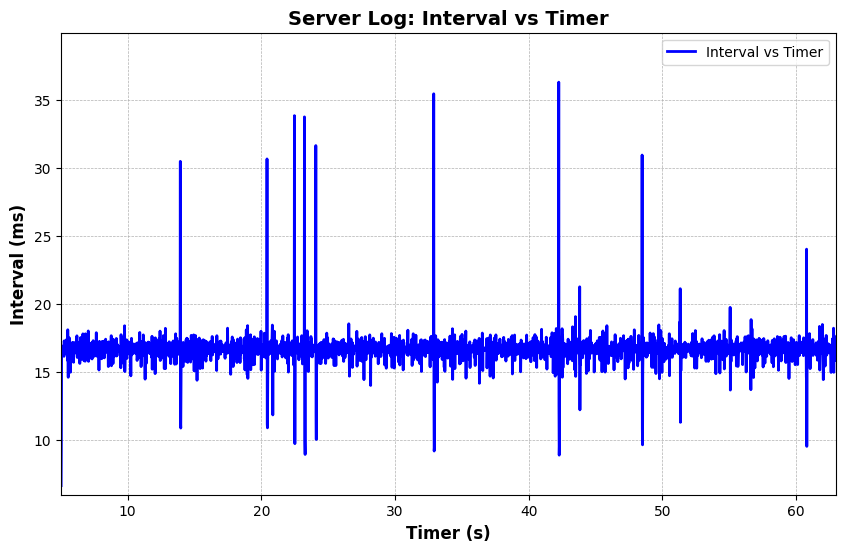 Server Log: Interval vs Timer
Interval vs Timer
Interval (ms)
35
30
25
20
15
10
10 20 30 40 50 60
Timer (s)